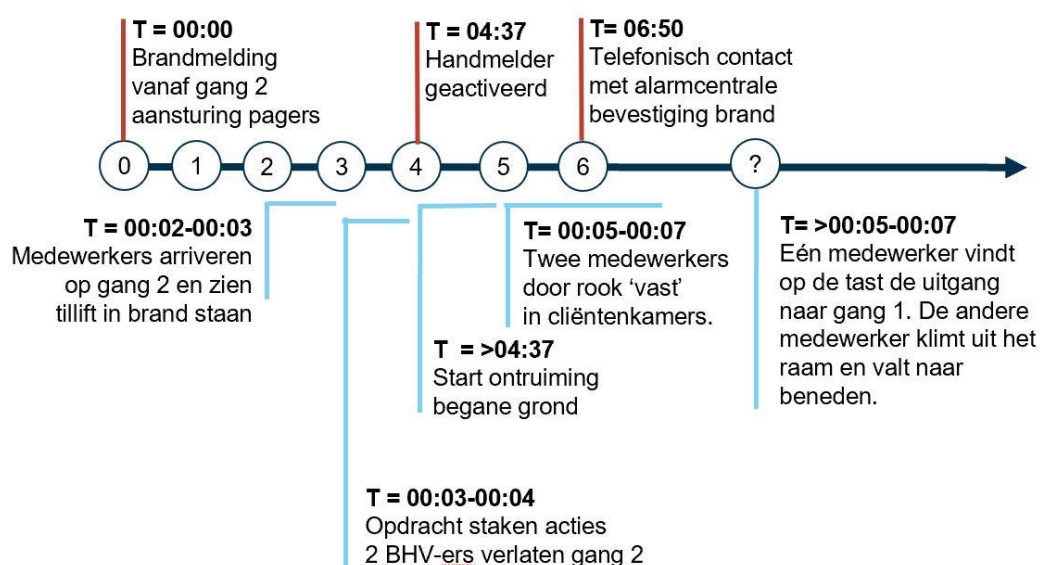 T = 00:00
Brandmelding
vanaf gang 2
aansturing pagers
T = 04:37
Handmelder
geactiveerd
T= 06:50
Telefonisch contact
met alarmcentrale
bevestiging brand
0
1
2
3
4
5
6
?
T = 00:02-00:03
Medewerkers arriveren
op gang 2 en zien
tillift in brand staan
T= 00:05-00:07
Twee medewerkers
door rook ‘vast’
in cliëntenkamers.
T= >00:05-00:07
Eén medewerker vindt
op de tast de uitgang
naar gang 1. De andere
medewerker klimt uit het
raam en valt naar
beneden.
T = >04:37
Start ontruiming
begane grond
T = 00:03-00:04
Opdracht staken acties
2 BHV-ers verlaten gang 2